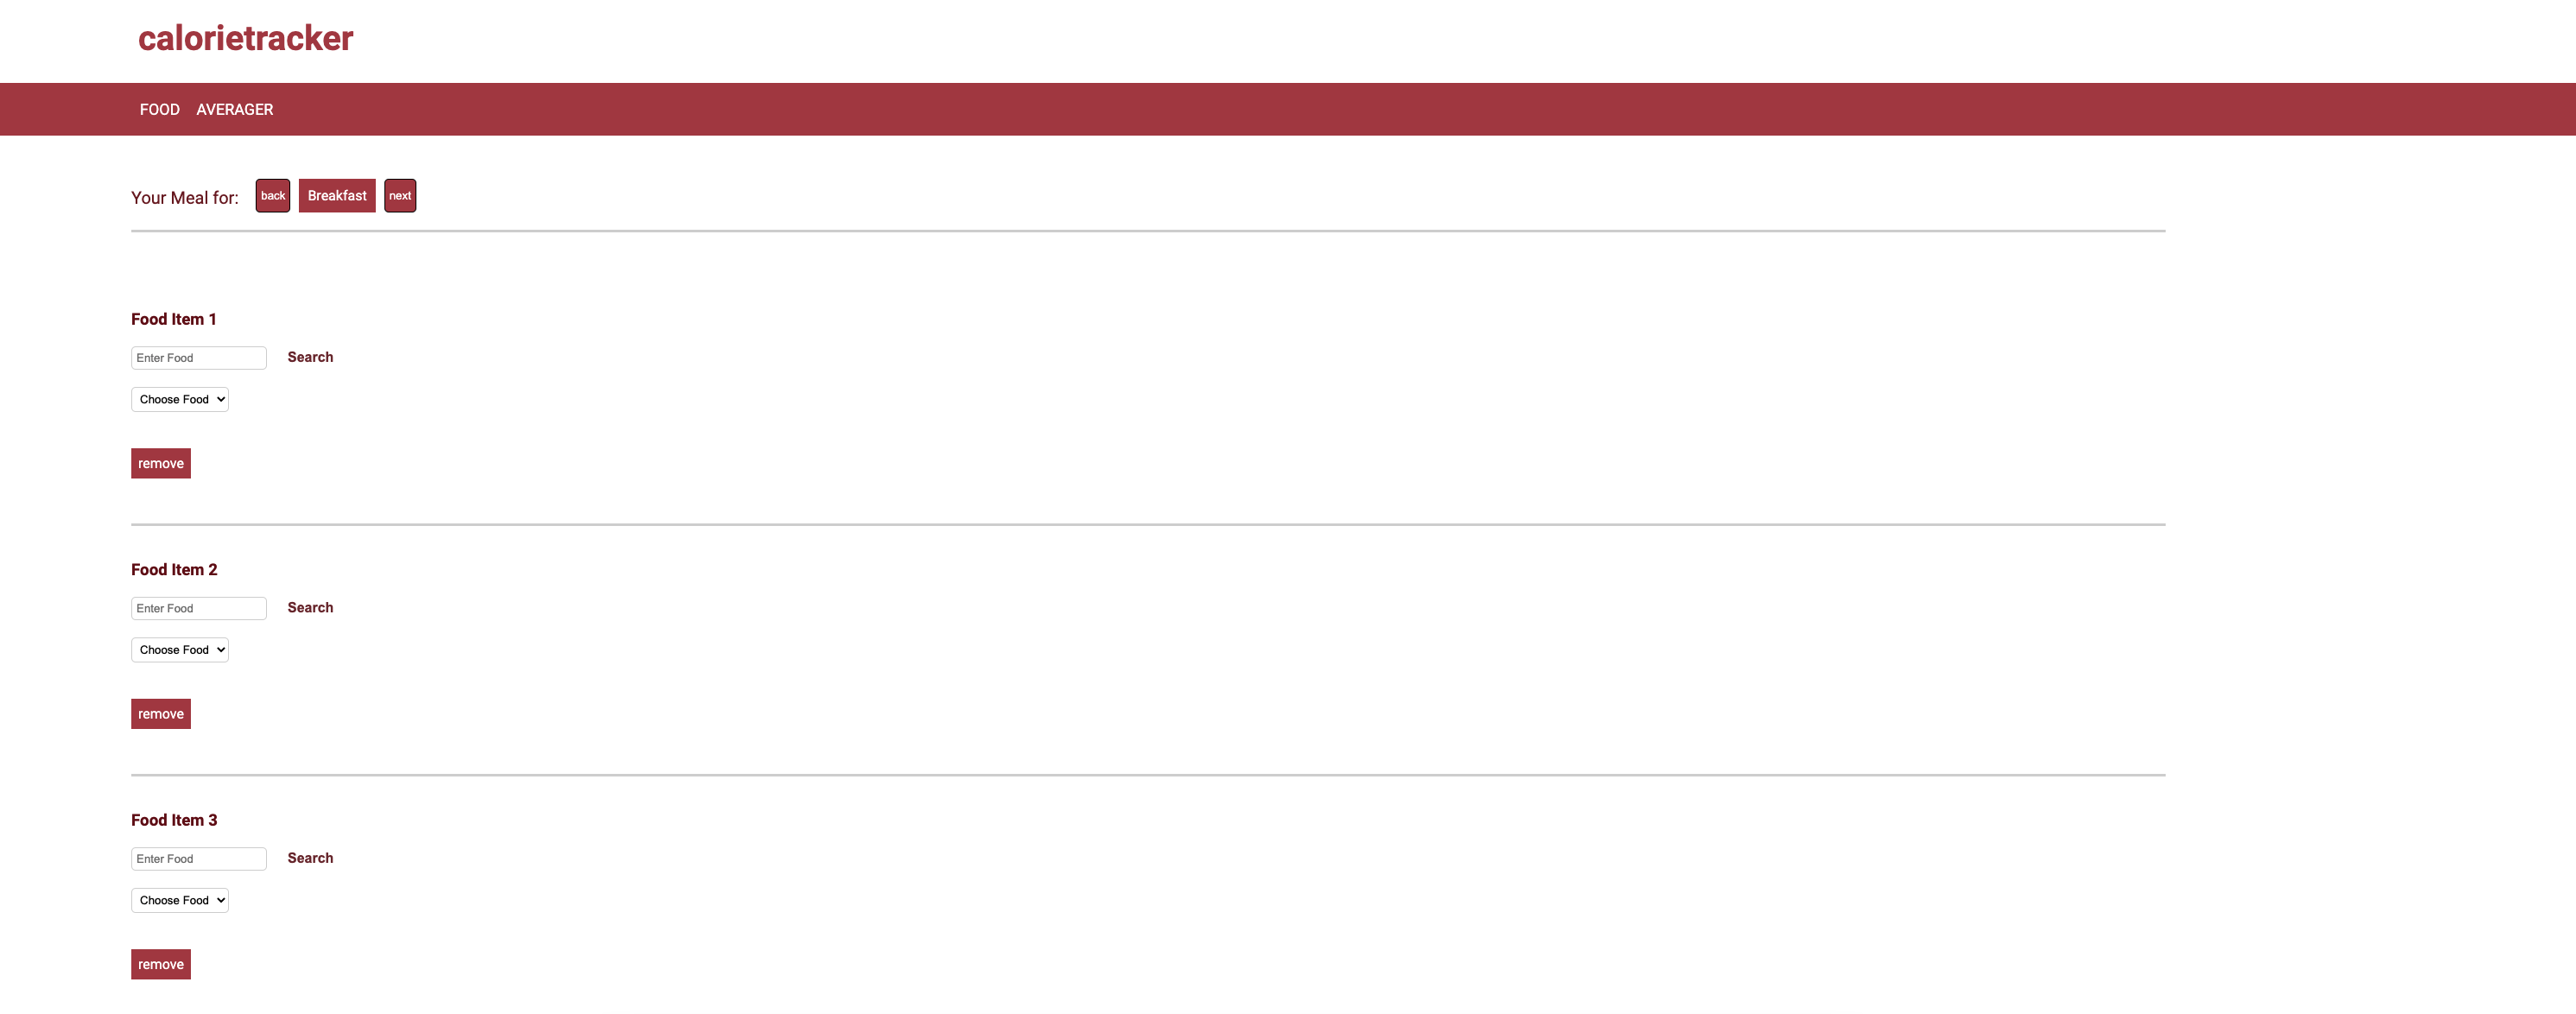 calorietracker
FOOD AVERAGER
Your Meal for: back Breakfast next
Food Item 1
Enter Food Search
Choose Food
remove
Food Item 2
Enter Food Search
Choose Food
remove
Food Item 3
Enter Food Search
Choose Food
remove